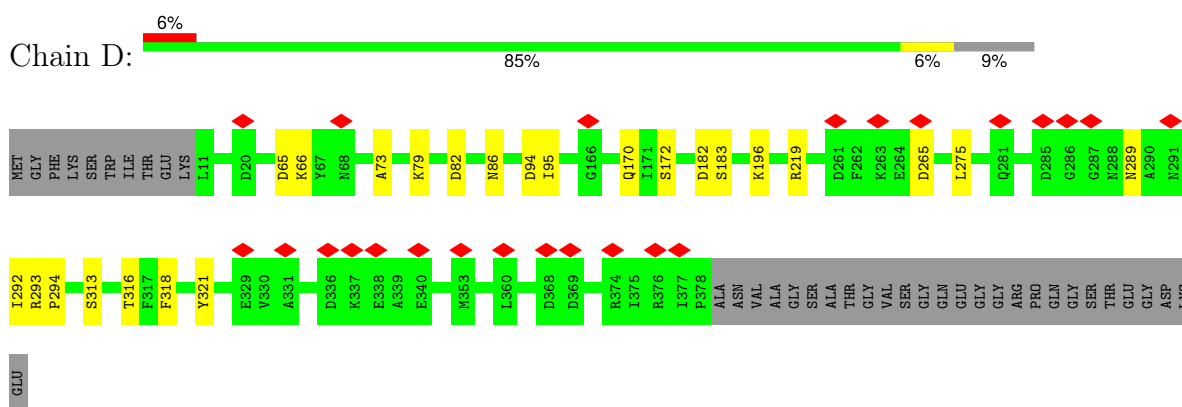 6%
Chain D:
85% 6% 9%
MET GLY PHE LYS SER TRP ILE THR GLU LYS L11 D20 D65 K66 Y67 N68 A73 K79 D82 N86 D94 I95 G166 Q170 I171 S172 D182 S183 K196 R219 D261 F262 K263 E264 D265 L275 Q281 D285 G286 G287 N288 N289 A290 N291
I292 R293 P294 S313 T316 F317 F318 Y321 E329 V330 A331 D336 K337 E338 A339 E340 M353 L360 D368 D369 R374 I375 R376 I377 P378 ALA ASN VAL ALA GLY SER ALA THR GLY VAL SER GLY GLN GLU GLY GLY ARG PRO GLN GLY SER THR GLU GLY ASP
GLU